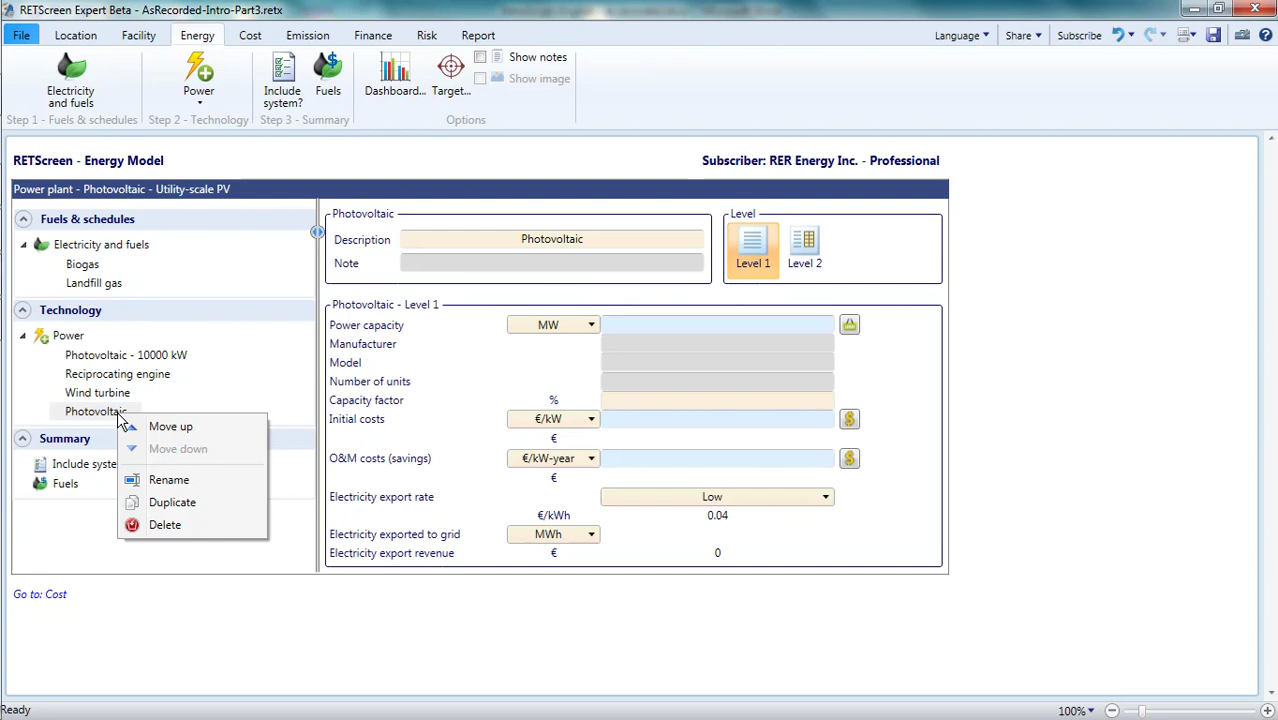 RETScreen Expert Beta - AsRecorded-Intro-Part3.retx
File Location Facility Energy Cost Emission Finance Risk Report Language Share Subscribe
Electricity and fuels
Step 1 - Fuels & schedules
Power
Step 2 - Technology
Include system?
Fuels
Step 3 - Summary
Dashboard...
Target...
Show notes
Show image
Options
RETScreen - Energy Model
Subscriber: RER Energy Inc. - Professional
Power plant - Photovoltaic - Utility-scale PV
Fuels & schedules
Electricity and fuels
Biogas
Landfill gas
Technology
Power
Photovoltaic - 10000 kW
Reciprocating engine
Wind turbine
Photovoltaic
Summary
Include syste
Fuels
Move up
Move down
Rename
Duplicate
Delete
Photovoltaic
Description Photovoltaic
Note
Level
Level 1
Level 2
Photovoltaic - Level 1
Power capacity MW
Manufacturer
Model
Number of units
Capacity factor %
Initial costs €/kW
€
O&M costs (savings) €/kW-year
€
Electricity export rate Low
€/kWh 0.04
Electricity exported to grid MWh
Electricity export revenue € 0
Go to: Cost
Ready
100%